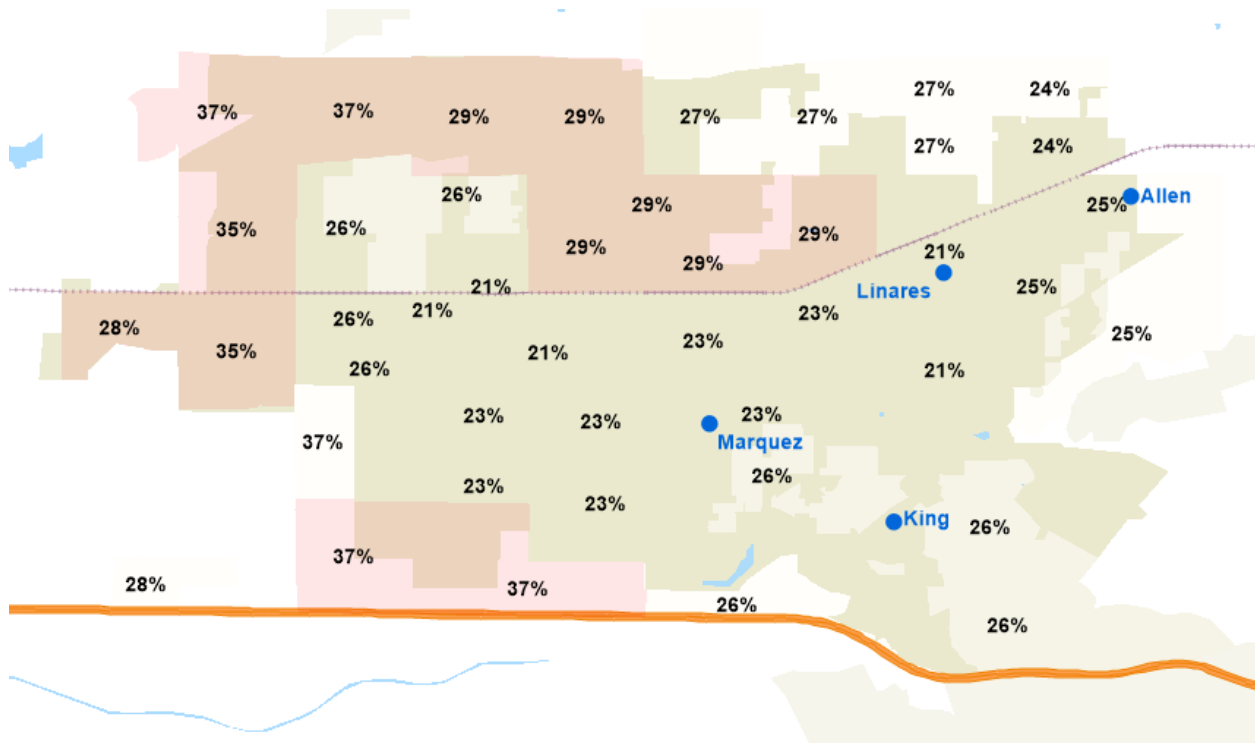 27% 24%
37% 37% 29% 29% 27% 27%
27% 24%
26% 29% 25% Allen
35% 26% 29% 29% 21%
29% 21% Linares 25%
28% 26% 21% 23% 25%
35% 26% 21% 23% 21%
23% 23% 23%
37% Marquez
23% 23% 26%
King 26%
37% 37%
28% 26% 26%